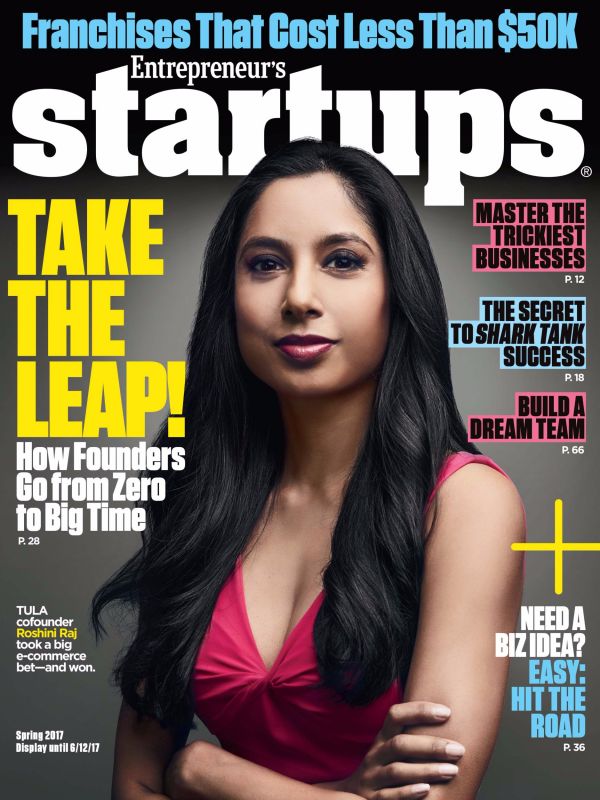 Franchises That Cost Less Than $50K
Entrepreneur's
startups®
TAKE
THE
LEAP!
How Founders
Go from Zero
to Big Time
P. 28
MASTER THE
TRICKIEST
BUSINESSES
P. 12
THE SECRET
TO SHARK TANK
SUCCESS
P. 18
BUILD A
DREAM TEAM
P. 66
+
NEED A
BIZ IDEA?
EASY:
HIT THE
ROAD
P. 36
TULA
cofounder
Roshini Raj
took a big
e-commerce
bet—and won.
Spring 2017
Display until 6/12/17